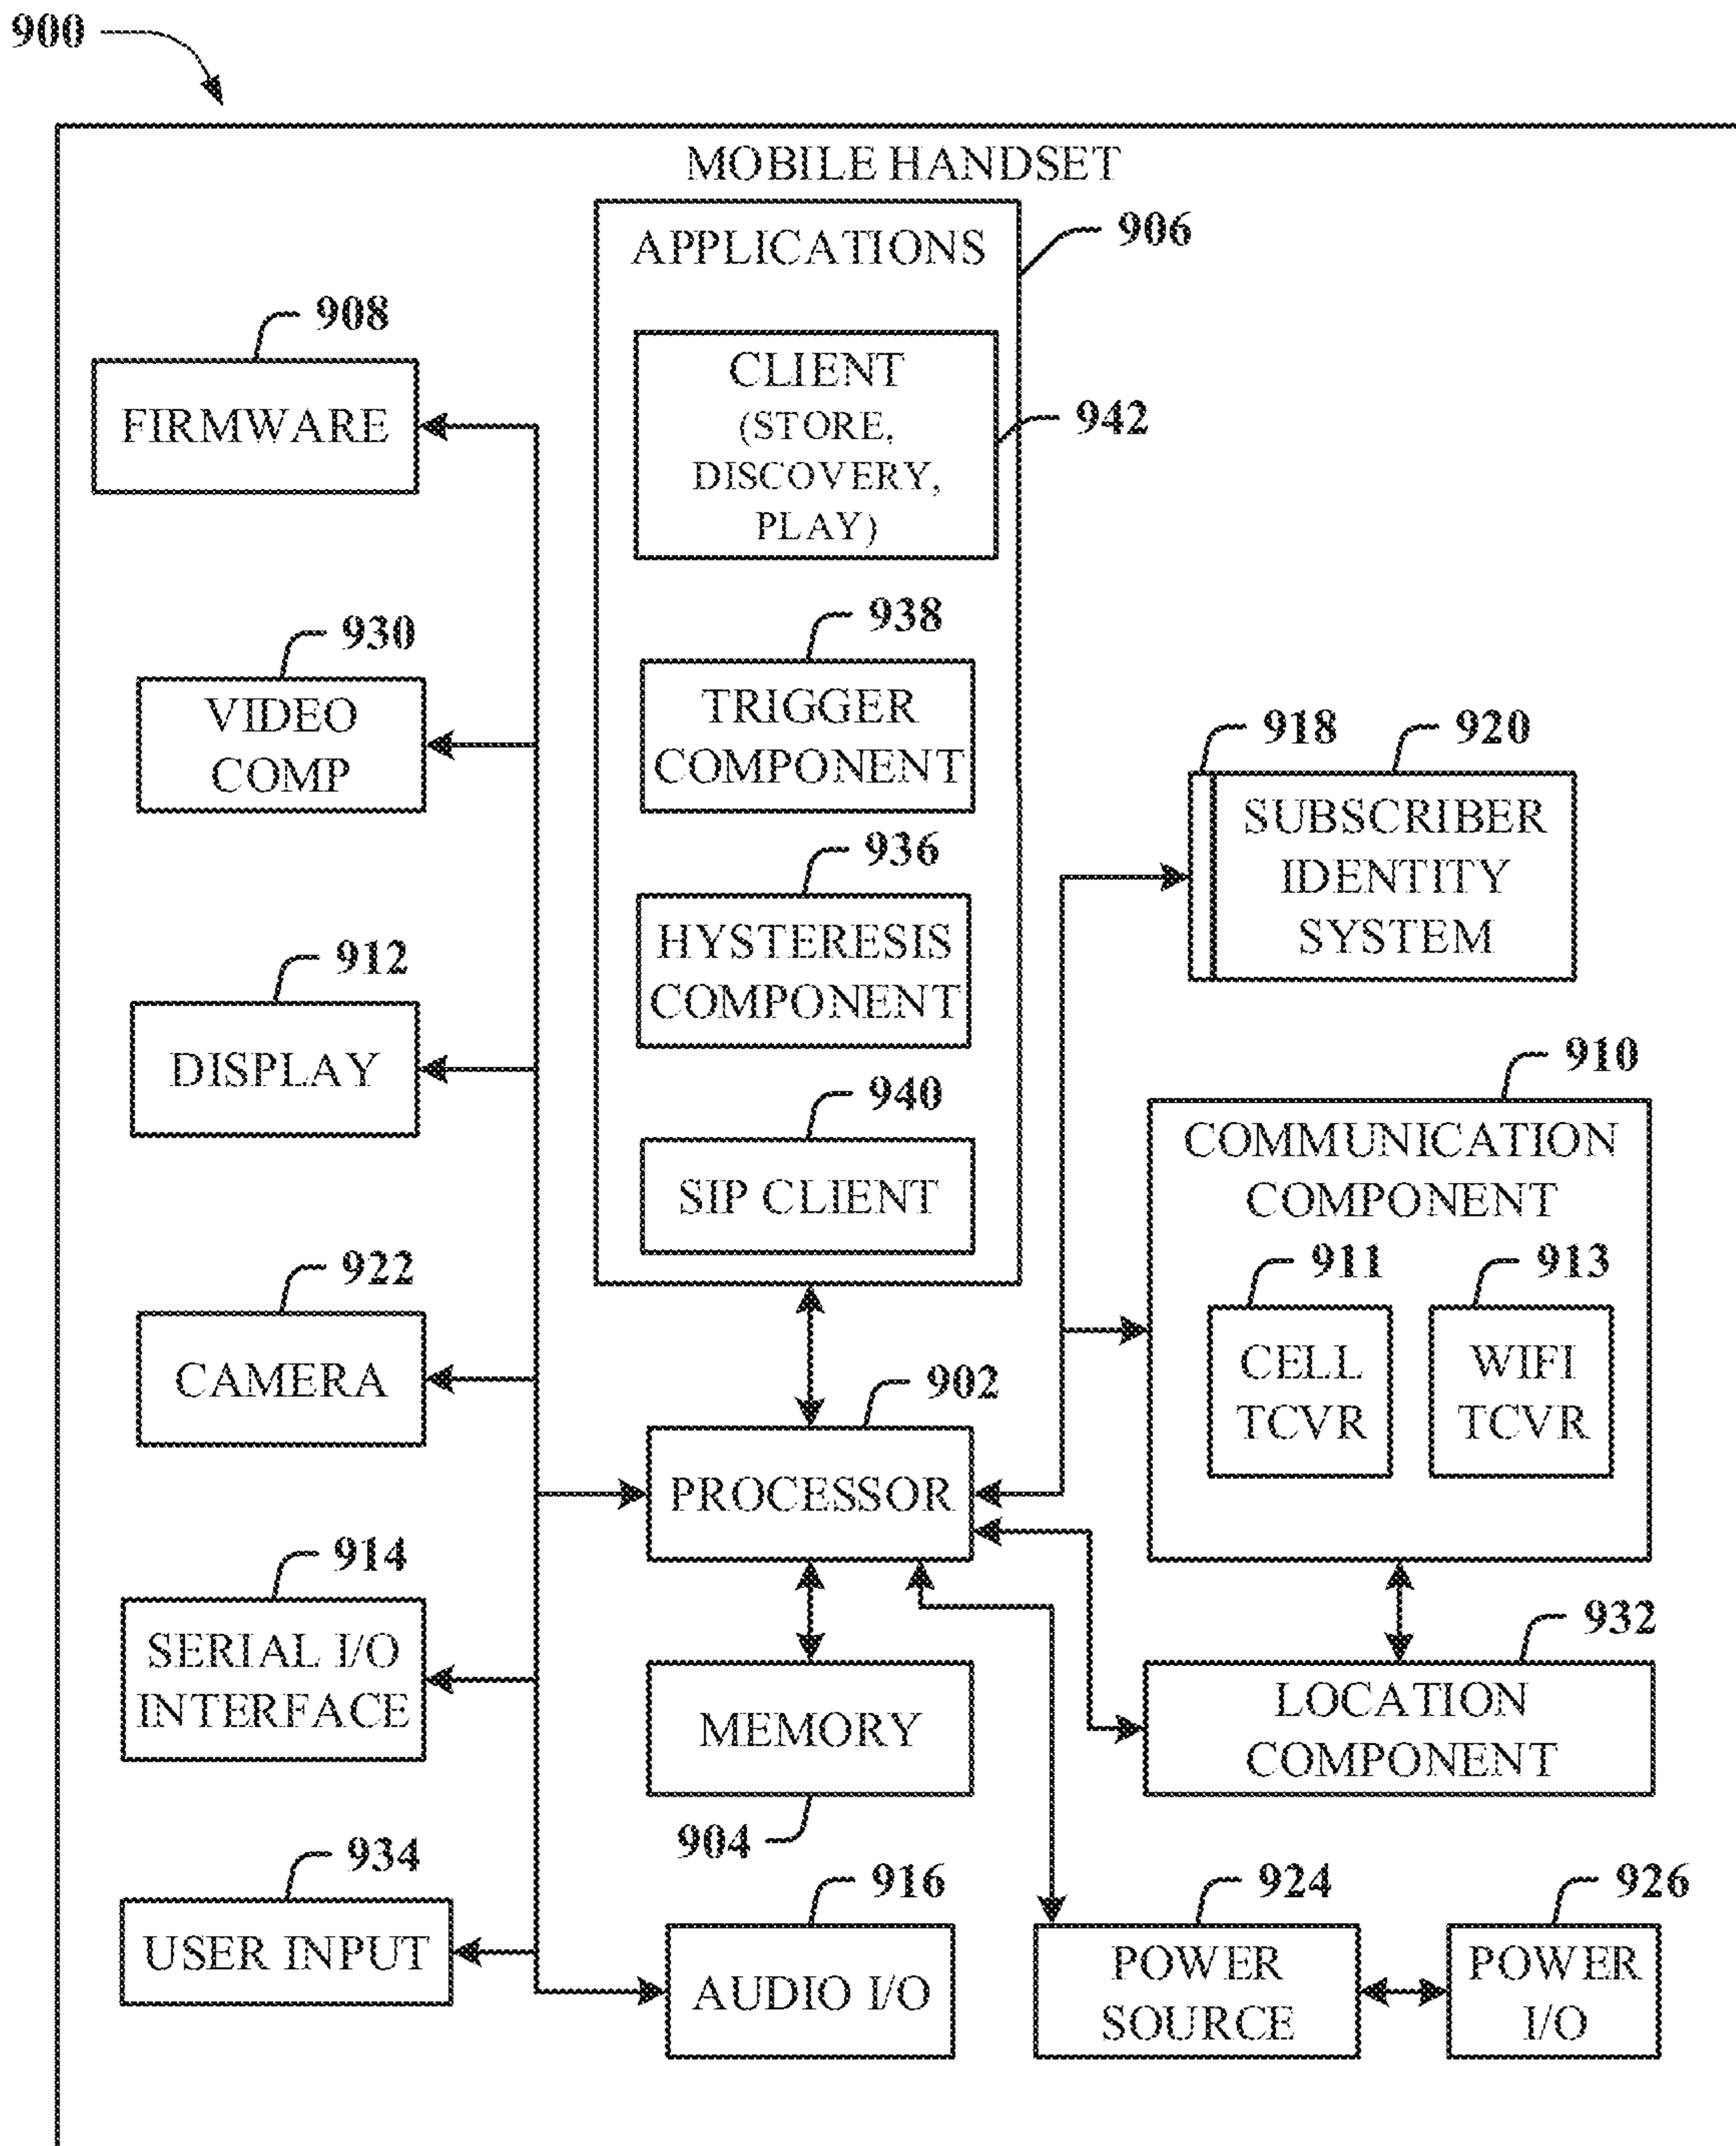 900
MOBILE HANDSET
906
APPLICATIONS
908
FIRMWARE
CLIENT
(STORE,
DISCOVERY,
PLAY)
942
930
VIDEO
COMP
938
TRIGGER
COMPONENT
918
920
SUBSCRIBER
IDENTITY
SYSTEM
936
HYSTERESIS
COMPONENT
912
DISPLAY
940
SIP CLIENT
910
COMMUNICATION
COMPONENT
911
CELL
TCVR
913
WIFI
TCVR
922
CAMERA
902
PROCESSOR
914
SERIAL I/O
INTERFACE
MEMORY
904
932
LOCATION
COMPONENT
934
USER INPUT
916
AUDIO I/O
924
POWER
SOURCE
926
POWER
I/O